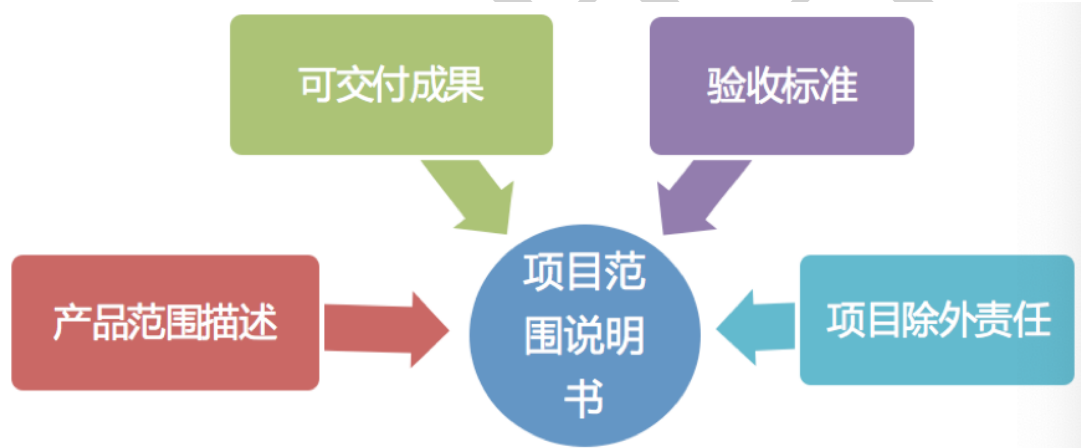 可交付成果
验收标准
产品范围描述
项目范
围说明
书
项目除外责任